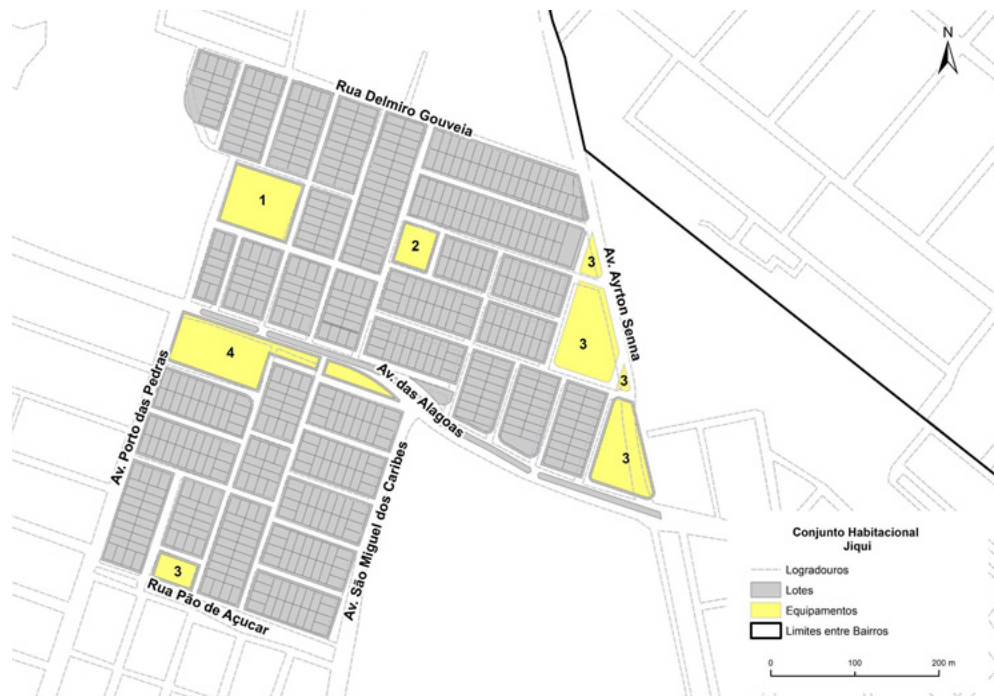 N
Rua Delmiro Gouveia
1
2
3
Av. Ayrton Senna
3
4
3
Av. das Alagoas
Av. Porto das Pedras
3
Av. São Miguel dos Caribes
3
Rua Pão de Açucar
Conjunto Habitacional
Jiqui
Logradouros
Lotes
Equipamentos
Limites entre Bairros
0 100 200 m